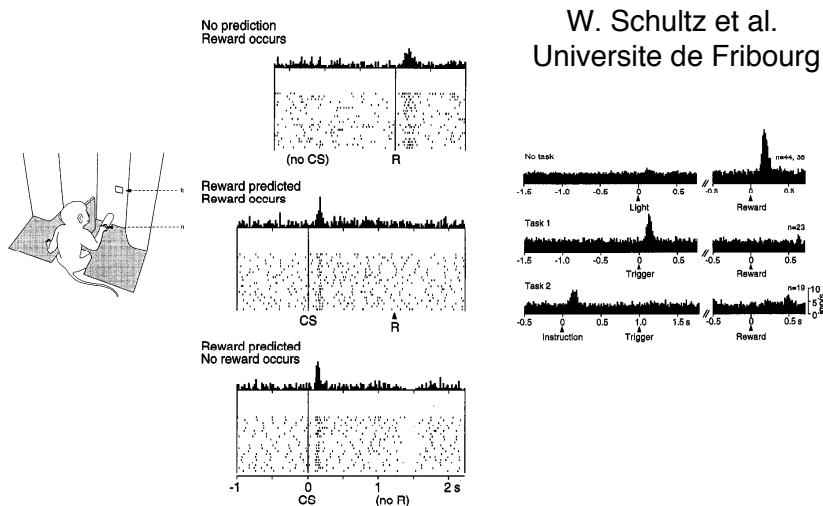 W. Schultz et al.
Universite de Fribourg
No prediction
Reward occurs
(no CS) R
Reward predicted
Reward occurs
CS R
Reward predicted
No reward occurs
-1 0 1 2 s
CS (no R)
No task
n=44,
-1.5 -1.0 -0.5 0 0.5 0 0.5
Light Reward
Task 1
n=23
-1.5 -1.0 -0.5 0 0.5 -0.5 0 0.5
Trigger Reward
Task 2
n=19
10
5
0
imp/s
-0.5 0 0.5 1.0 1.5 s -0.5 0 0.5 s
Instruction Trigger Reward